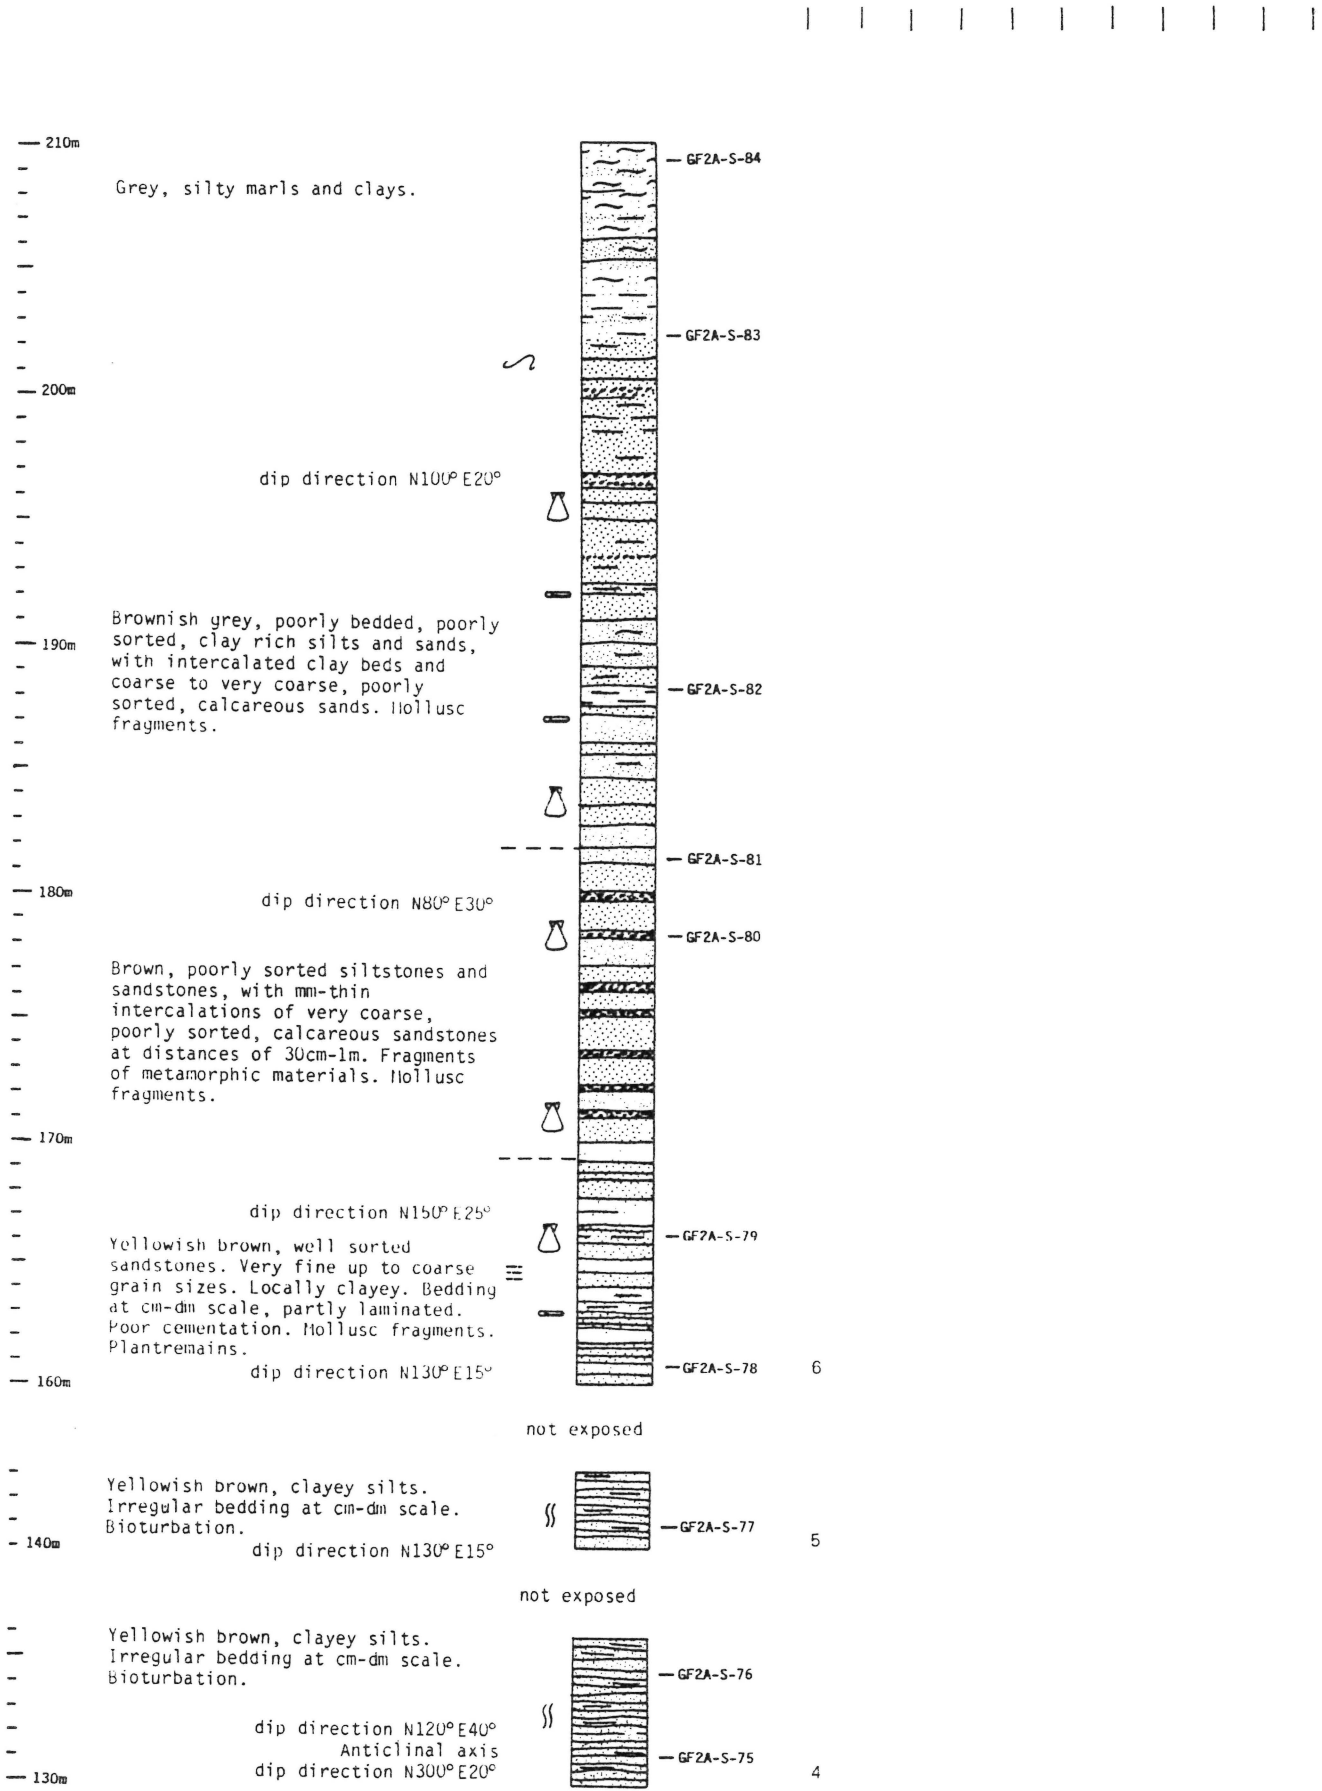 210m
GF2A-S-84
Grey, silty marls and clays.
GF2A-S-83
200m
dip direction N100° E20°
Brownish grey, poorly bedded, poorly
sorted, clay rich silts and sands,
with intercalated clay beds and
coarse to very coarse, poorly
sorted, calcareous sands. Mollusc
fragments.
190m
GF2A-S-82
GF2A-S-81
180m
dip direction N80° E30°
GF2A-S-80
Brown, poorly sorted siltstones and
sandstones, with mm-thin
intercalations of very coarse,
poorly sorted, calcareous sandstones
at distances of 30cm-1m. Fragments
of metamorphic materials. Mollusc
fragments.
170m
dip direction N150° E25°
GF2A-S-79
Yellowish brown, well sorted
sandstones. Very fine up to coarse
grain sizes. Locally clayey. Bedding
at cm-dm scale, partly laminated.
Poor cementation. Mollusc fragments.
Plantremains.
dip direction N130° E15°
GF2A-S-78
6
160m
not exposed
Yellowish brown, clayey silts.
Irregular bedding at cm-dm scale.
Bioturbation.
GF2A-S-77
5
140m
dip direction N130° E15°
not exposed
Yellowish brown, clayey silts.
Irregular bedding at cm-dm scale.
Bioturbation.
GF2A-S-76
dip direction N120° E40°
Anticlinal axis
GF2A-S-75
dip direction N300° E20°
4
130m